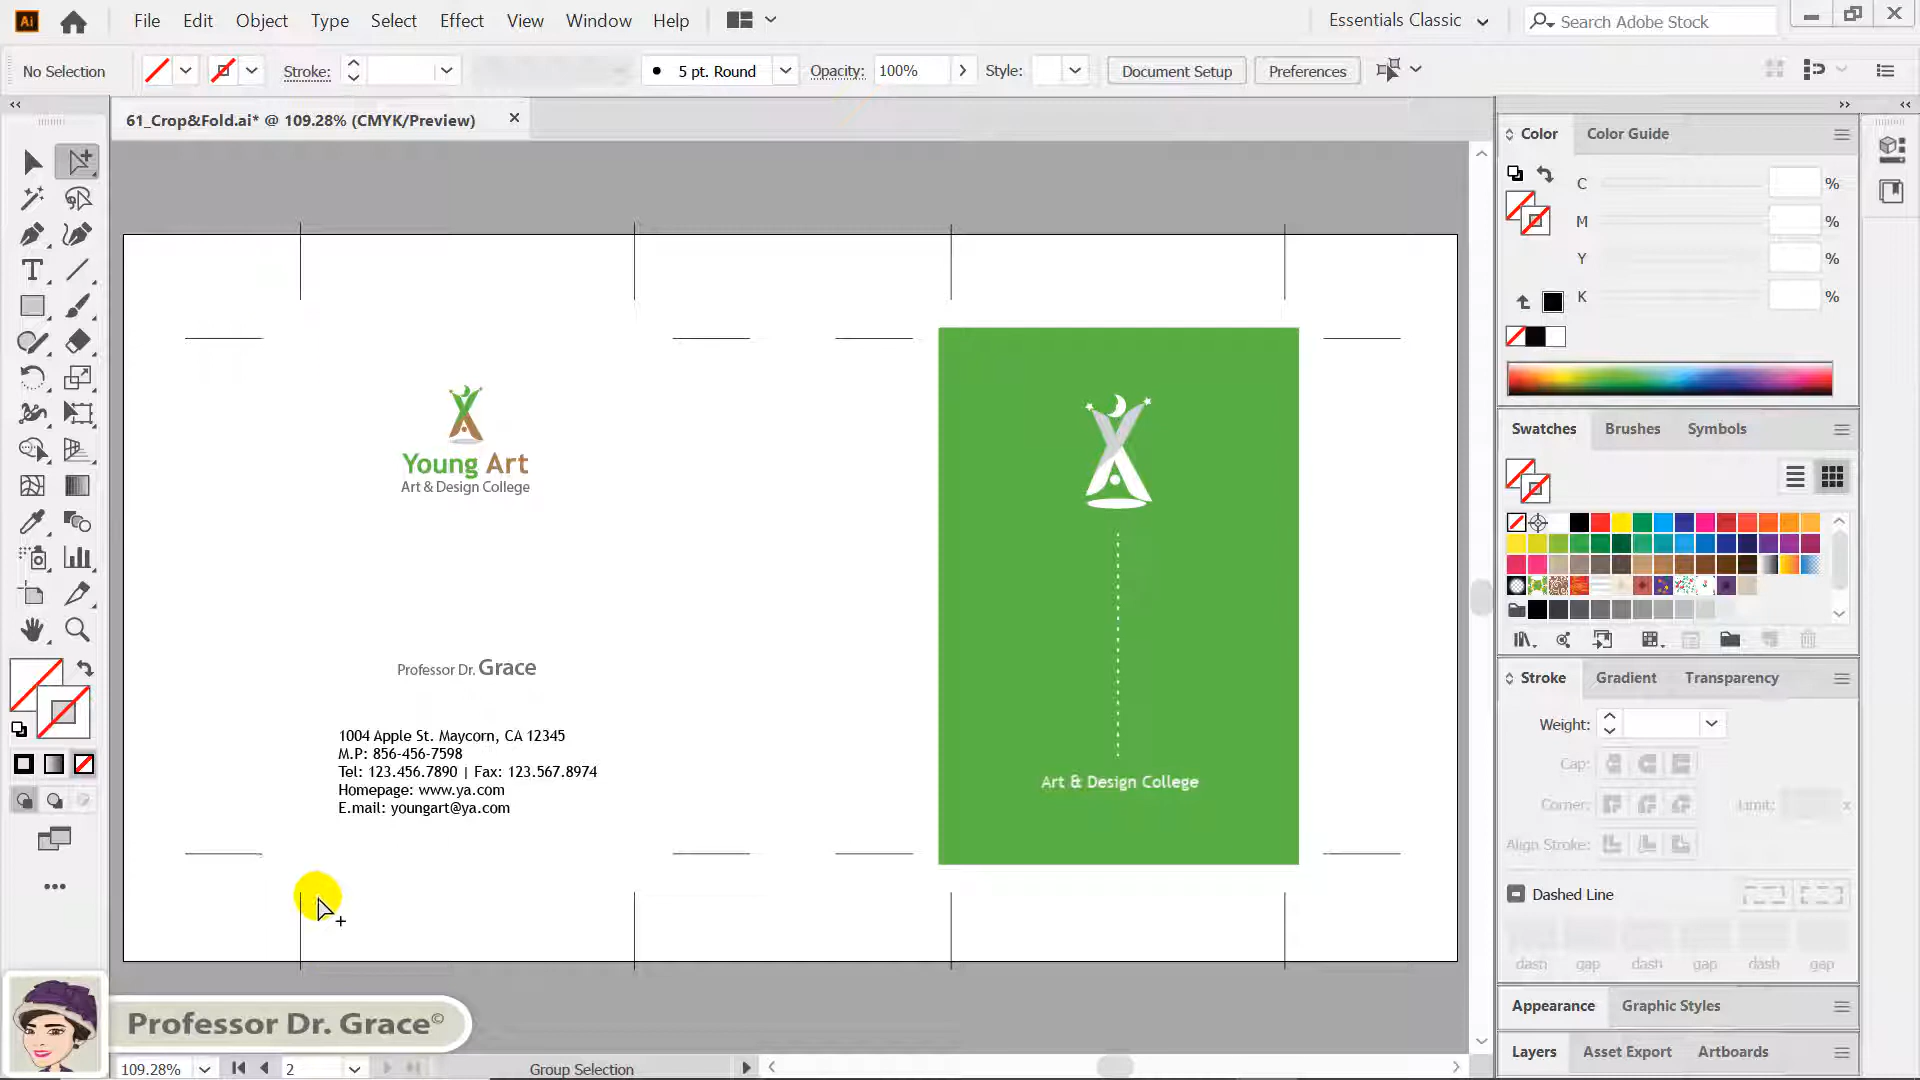 Ai File Edit Object Type Select Effect View Window Help Essentials Classic Search Adobe Stock
No Selection Stroke: 5 pt. Round Opacity: 100% Style: Document Setup Preferences
61_Crop&Fold.ai* @ 109.28% (CMYK/Preview)
Color Color Guide
C %
M %
Y %
K %
Young Art
Art & Design College
Professor Dr. Grace
1004 Apple St. Maycorn, CA 12345
M.P: 856-456-7598
Tel: 123.456.7890 | Fax: 123.567.8974
Homepage: www.ya.com
E.mail: youngart@ya.com
Art & Design College
Swatches Brushes Symbols
Stroke Gradient Transparency
Weight:
Cap:
Corner: Limit: x
Align Stroke:
Dashed Line
dash gap dash gap dash gap
Appearance Graphic Styles
Layers Asset Export Artboards
Professor Dr. Grace©
109.28% 2 Group Selection